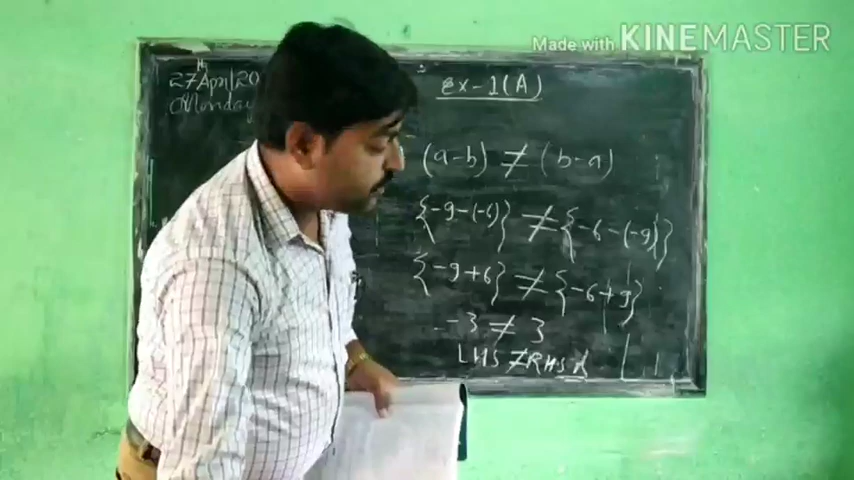 Made with KINEMASTER
27 April 20
Monday
Ex-1(A)
(a-b) ≠ (b-a)
{-9-(-6)} ≠ {-6-(-9)}
{-9+6} ≠ {-6+9}
-3 ≠ 3
LHS ≠ RHS